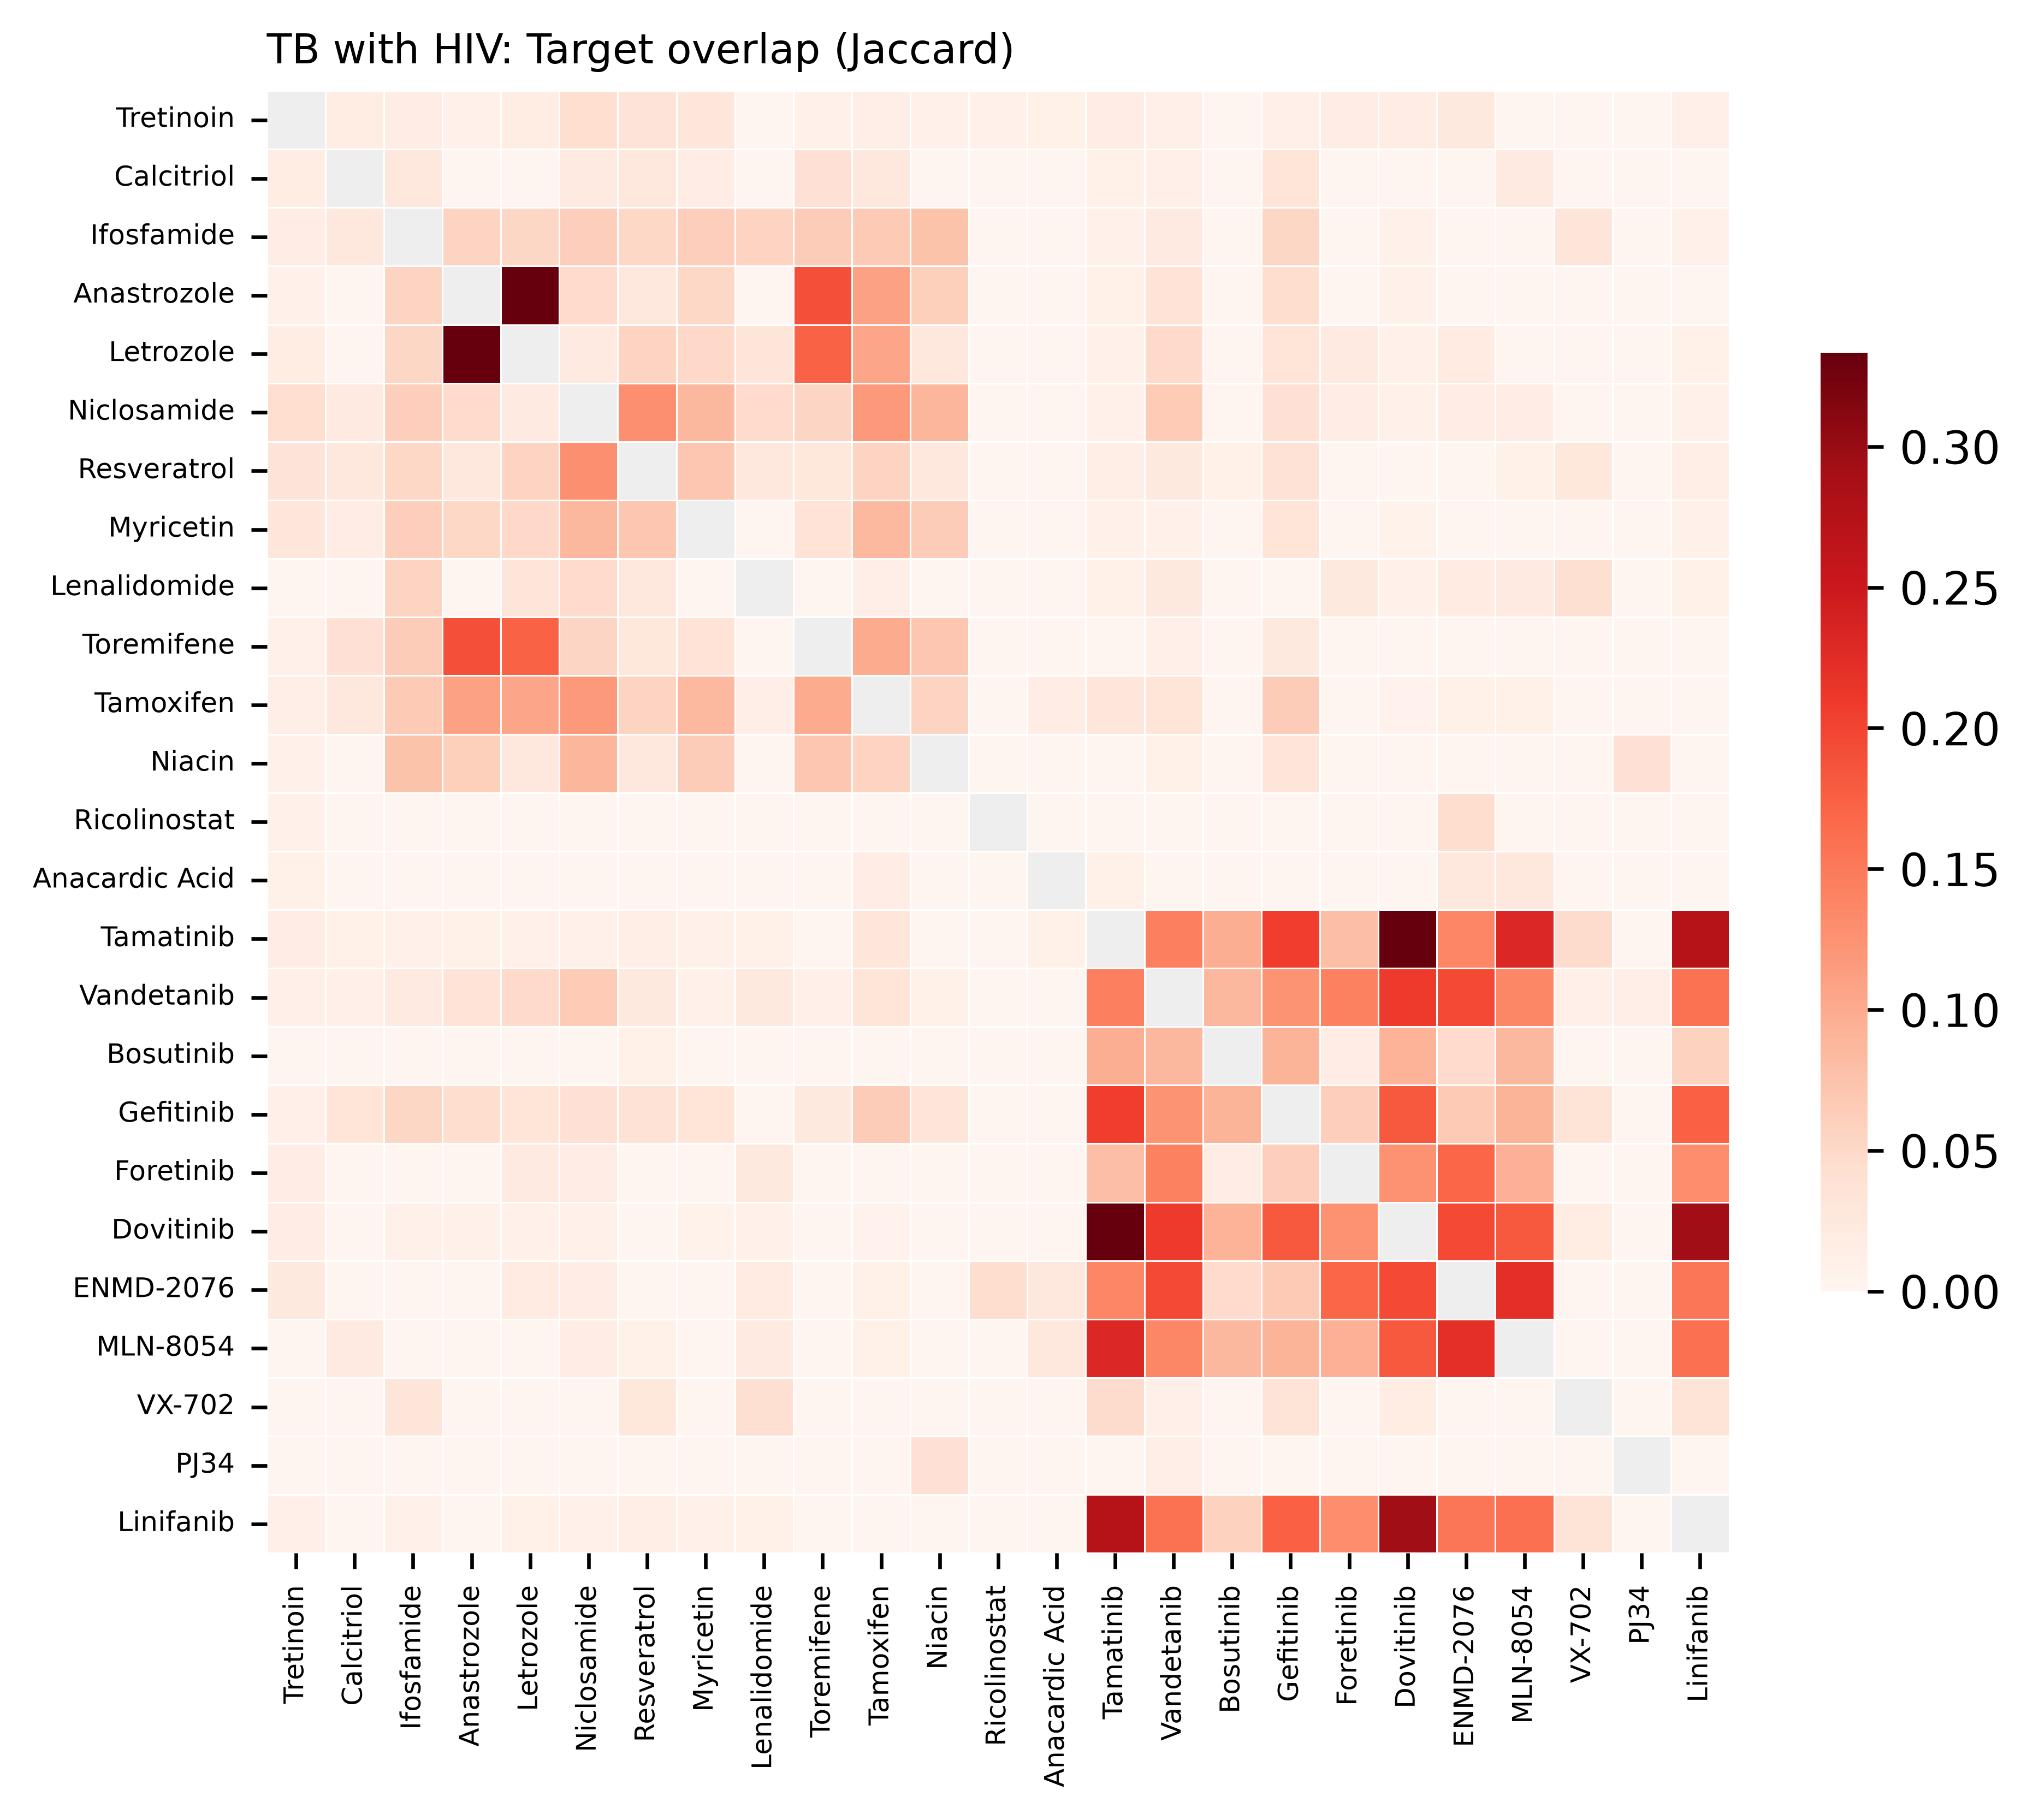 TB with HIV: Target overlap (Jaccard)
Tretinoin
Calcitriol
Ifosfamide
Anastrozole
Letrozole
Niclosamide
Resveratrol
Myricetin
Lenalidomide
Toremifene
Tamoxifen
Niacin
Ricolinostat
Anacardic Acid
Tamatinib
Vandetanib
Bosutinib
Gefitinib
Foretinib
Dovitinib
ENMD-2076
MLN-8054
VX-702
PJ34
Linifanib
Tretinoin
Calcitriol
Ifosfamide
Anastrozole
Letrozole
Niclosamide
Resveratrol
Myricetin
Lenalidomide
Toremifene
Tamoxifen
Niacin
Ricolinostat
Anacardic Acid
Tamatinib
Vandetanib
Bosutinib
Gefitinib
Foretinib
Dovitinib
ENMD-2076
MLN-8054
VX-702
PJ34
Linifanib
0.30
0.25
0.20
0.15
0.10
0.05
0.00